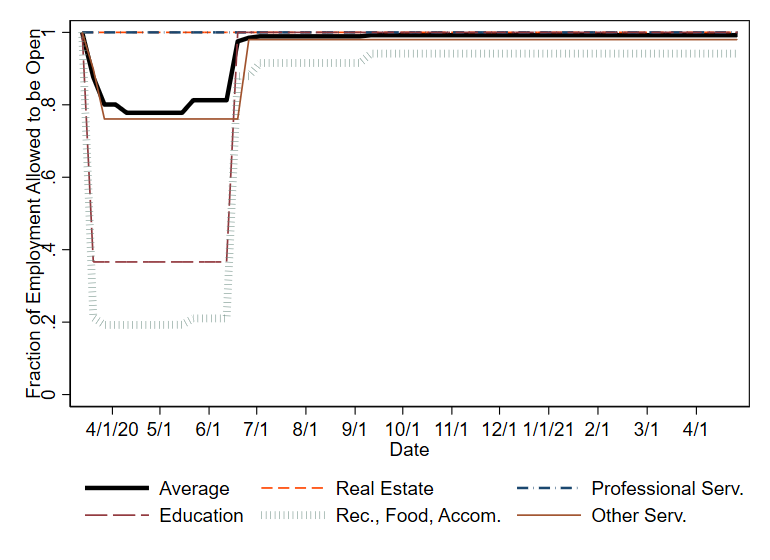 Fraction of Employment Allowed to be Open
1
.8
.6
.4
.2
0
4/1/20 5/1 6/1 7/1 8/1 9/1 10/1 11/1 12/1 1/1/21 2/1 3/1 4/1
Date
Average Real Estate Professional Serv.
Education Rec., Food, Accom. Other Serv.